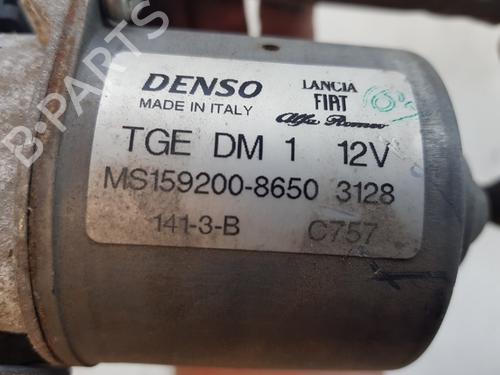 B-PARTS
DENSO
MADE IN ITALY
LANCIA
FIAT
Alfa Romeo
TGE DM 1 12V
MS159200-8650 3128
141-3-B C757